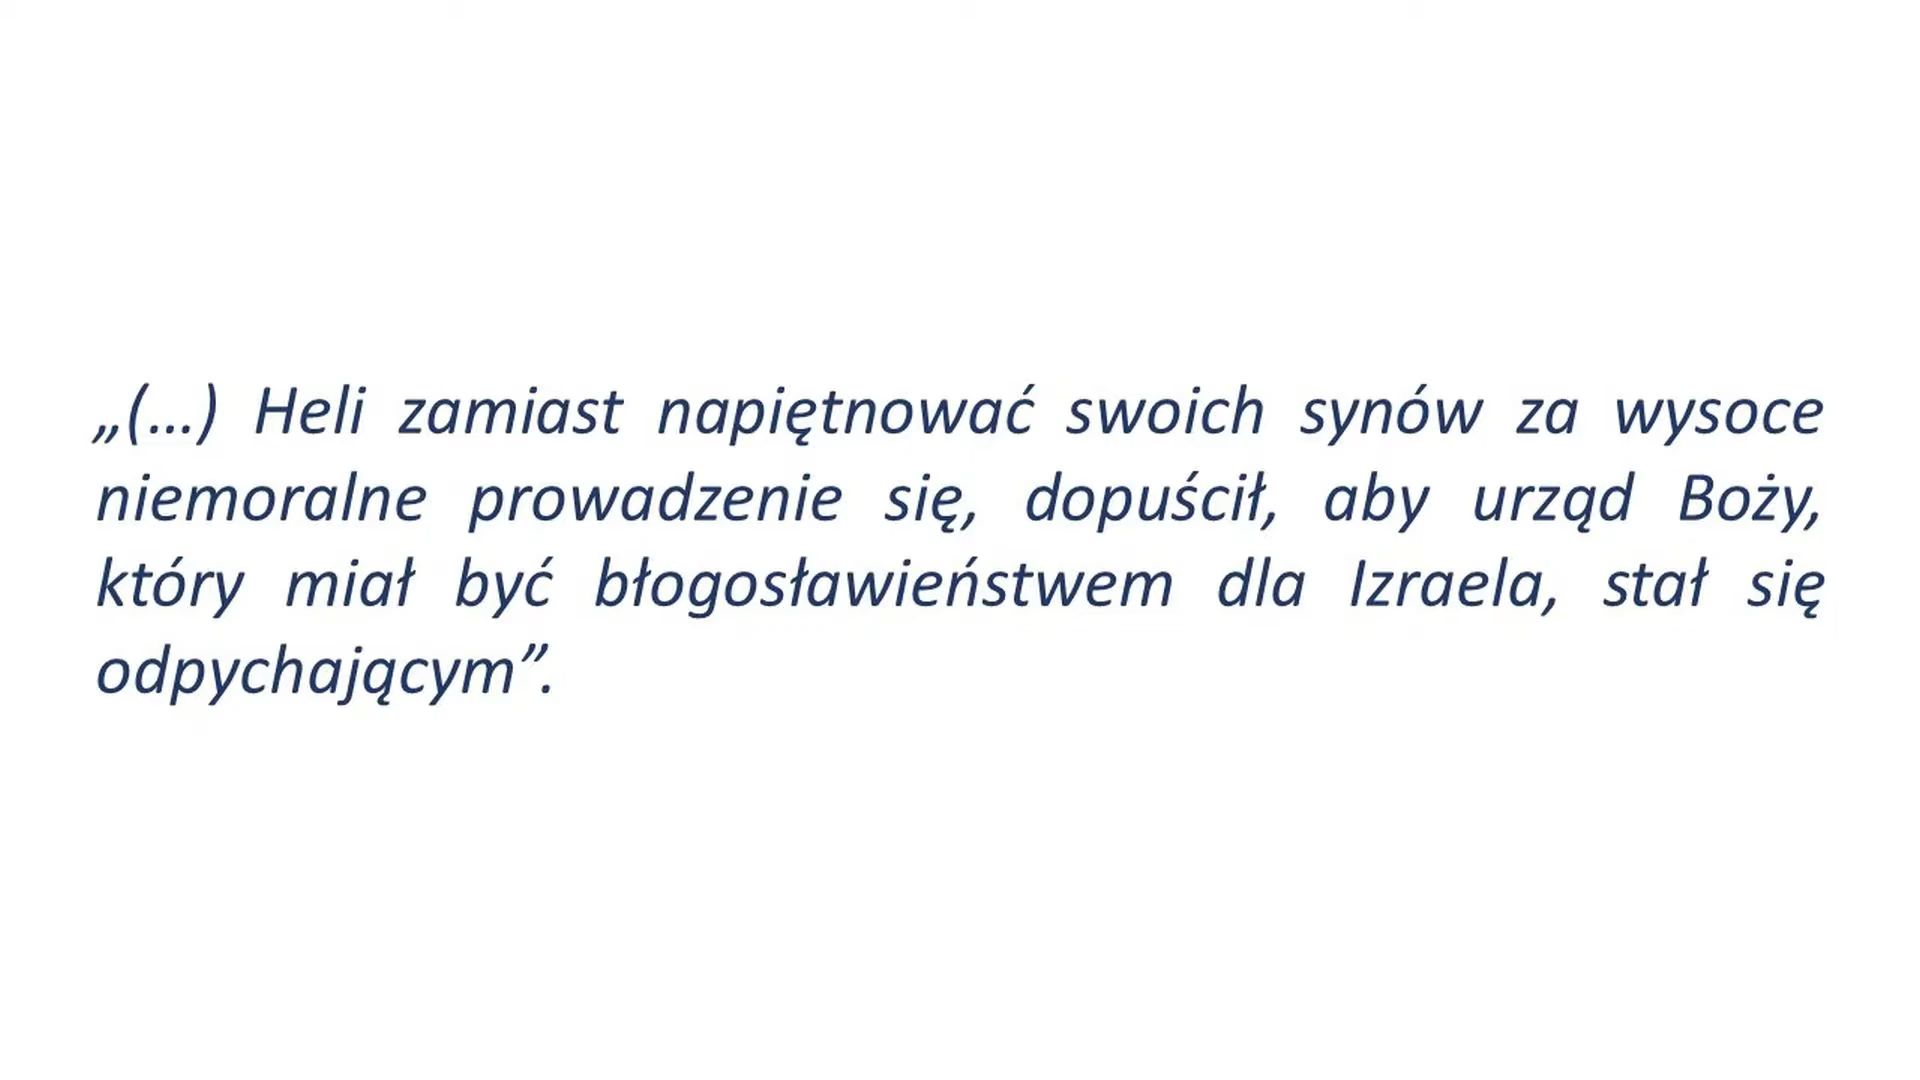 „(…) Heli zamiast napiętnować swoich synów za wysoce
niemoralne prowadzenie się, dopuścił, aby urząd Boży,
który miał być błogosławieństwem dla Izraela, stał się
odpychającym”.